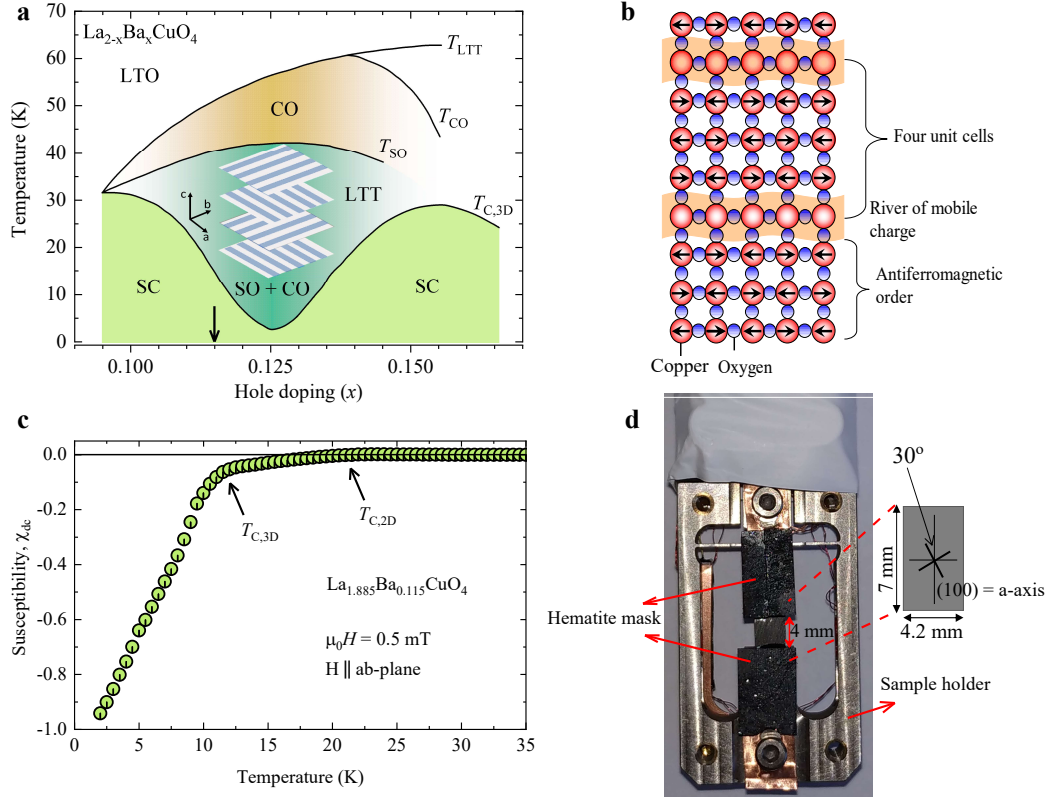 a
La2-xBaxCuO4
LTO
TLTT
CO
TCO
TSO
LTT
TC,3D
c
b
a
SC
SO + CO
SC
Temperature (K)
70
60
50
40
30
20
10
0
0.100
0.125
0.150
Hole doping (x)
b
Four unit cells
River of mobile
charge
Antiferromagnetic
order
Copper
Oxygen
c
Susceptibility, χdc
0.0
-0.2
-0.4
-0.6
-0.8
-1.0
TC,3D
TC,2D
La1.885Ba0.115CuO4
μ0H = 0.5 mT
H || ab-plane
0
5
10
15
20
25
30
35
Temperature (K)
d
30º
7 mm
(100) = a-axis
4.2 mm
Hematite mask
4 mm
Sample holder